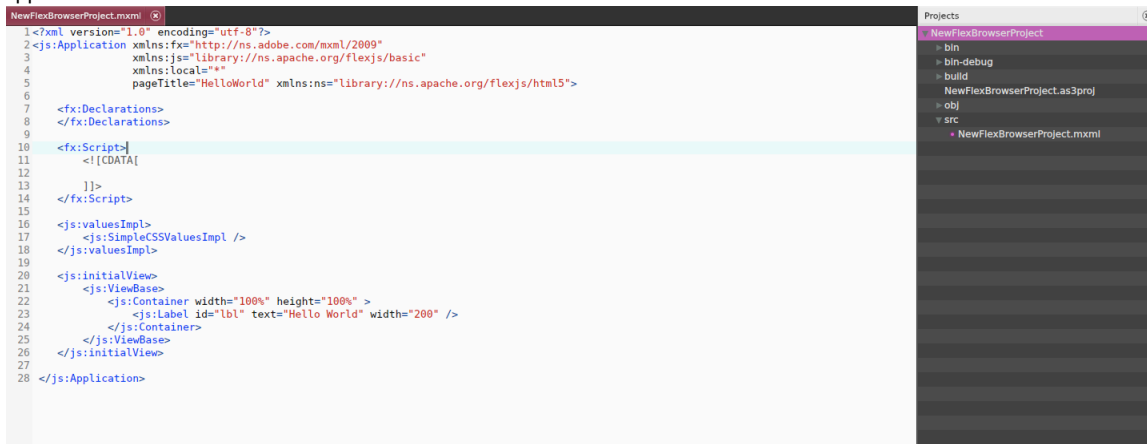 NewFlexBrowserProject.mxml
1 <?xml version="1.0" encoding="utf-8"?>
2 <js:Application xmlns:fx="http://ns.adobe.com/mxml/2009"
3 xmlns:js="library://ns.apache.org/flexjs/basic"
4 xmlns:local="*"
5 pageTitle="HelloWorld" xmlns:ns="library://ns.apache.org/flexjs/html5">
6
7 <fx:Declarations>
8 </fx:Declarations>
9
10 <fx:Script>
11 <![CDATA[
12
13 ]]>
14 </fx:Script>
15
16 <js:valuesImpl>
17 <js:SimpleCSSValuesImpl />
18 </js:valuesImpl>
19
20 <js:initialView>
21 <js:ViewBase>
22 <js:Container width="100%" height="100%" >
23 <js:Label id="lbl" text="Hello World" width="200" />
24 </js:Container>
25 </js:ViewBase>
26 </js:initialView>
27
28 </js:Application>
Projects
NewFlexBrowserProject
bin
bin-debug
build
NewFlexBrowserProject.as3proj
obj
src
NewFlexBrowserProject.mxml